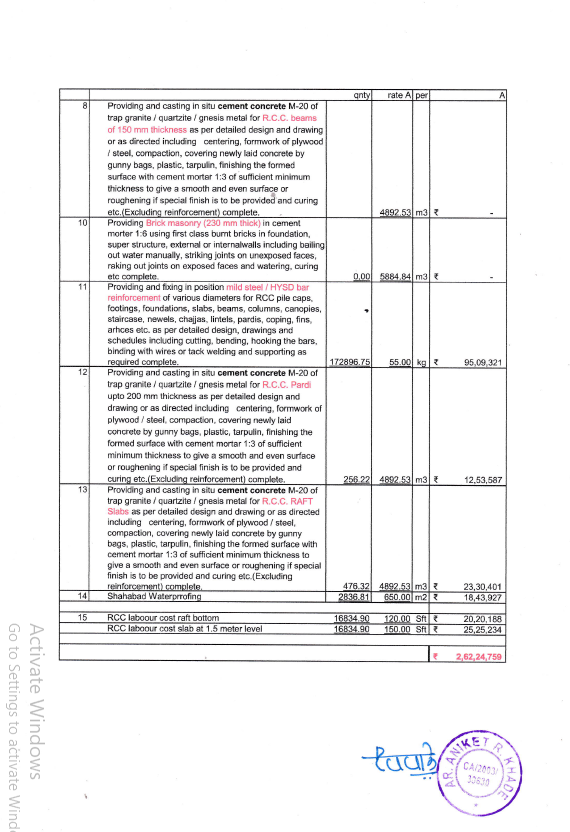 qnty rate A per A
8 Providing and casting in situ cement concrete M-20 of
trap granite / quartzite / gnesis metal for R.C.C. beams
of 150 mm thickness as per detailed design and drawing
or as directed including centering, formwork of plywood
/ steel, compaction, covering newly laid concrete by
gunny bags, plastic, tarpulin, finishing the formed
surface with cement mortar 1:3 of sufficient minimum
thickness to give a smooth and even surface or
roughening if special finish is to be provided and curing
etc.(Excluding reinforcement) complete. 4892.53 m3 ₹ -
10 Providing Brick masonry (230 mm thick) in cement
morter 1:6 using first class burnt bricks in foundation,
super structure, external or internalwalls including bailing
out water manually, striking joints on unexposed faces,
raking out joints on exposed faces and watering, curing
etc complete. 0.00 5884.84 m3 ₹ -
11 Providing and fixing in position mild steel / HYSD bar
reinforcement of various diameters for RCC pile caps,
footings, foundations, slabs, beams, columns, canopies,
staircase, newels, chajjas, lintels, pardis, coping, fins,
arhces etc. as per detailed design, drawings and
schedules including cutting, bending, hooking the bars,
binding with wires or tack welding and supporting as
required complete. 172896.75 55.00 kg ₹ 95,09,321
12 Providing and casting in situ cement concrete M-20 of
trap granite / quartzite / gnesis metal for R.C.C. Pardi
upto 200 mm thickness as per detailed design and
drawing or as directed including centering, formwork of
plywood / steel, compaction, covering newly laid
concrete by gunny bags, plastic, tarpulin, finishing the
formed surface with cement mortar 1:3 of sufficient
minimum thickness to give a smooth and even surface
or roughening if special finish is to be provided and
curing etc.(Excluding reinforcement) complete. 256.22 4892.53 m3 ₹ 12,53,587
13 Providing and casting in situ cement concrete M-20 of
trap granite / quartzite / gnesis metal for R.C.C. RAFT
Slabs as per detailed design and drawing or as directed
including centering, formwork of plywood / steel,
compaction, covering newly laid concrete by gunny
bags, plastic, tarpulin, finishing the formed surface with
cement mortar 1:3 of sufficient minimum thickness to
give a smooth and even surface or roughening if special
finish is to be provided and curing etc.(Excluding
reinforcement) complete. 476.32 4892.53 m3 ₹ 23,30,401
14 Shahabad Waterprrofing 2836.81 650.00 m2 ₹ 18,43,927
15 RCC labour cost raft bottom 16834.90 120.00 Sft ₹ 20,20,188
RCC labour cost slab at 1.5 meter level 16834.90 150.00 Sft ₹ 25,25,234
₹ 2,62,24,759
Activate Windows
Go to Settings to activate Wind
AR. ANIKET R. KHADE
CA/2003/